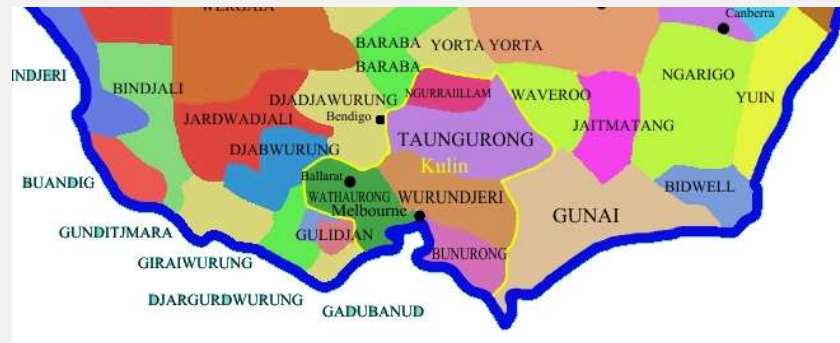 WERGAIA
Canberra
BARABA
BARABA
YORTA YORTA
NGARIGO
INDJERI
BINDJALI
DJADJAWURUNG
NGURRAIILLAM
WAVEROO
YUIN
Bendigo
JARDWADJALI
TAUNGURONG
JAITMATANG
DJABWURUNG
Kulin
Ballarat
BUANDIG
WATHAURONG
WURUNDJERI
BIDWELL
Melbourne
GUNAI
GUNDITJMARA
GULIDJAN
BUNURONG
GIRAIWURUNG
DJARGURDWURUNG
GADUBANUD